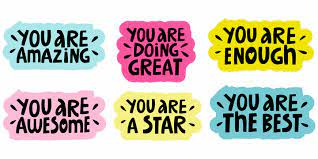 YOU ARE
AMAZING
YOU ARE
DOING
GREAT
YOU ARE
ENOUGH
YOU ARE
AWESOME
YOU ARE
A STAR
YOU ARE
THE BEST